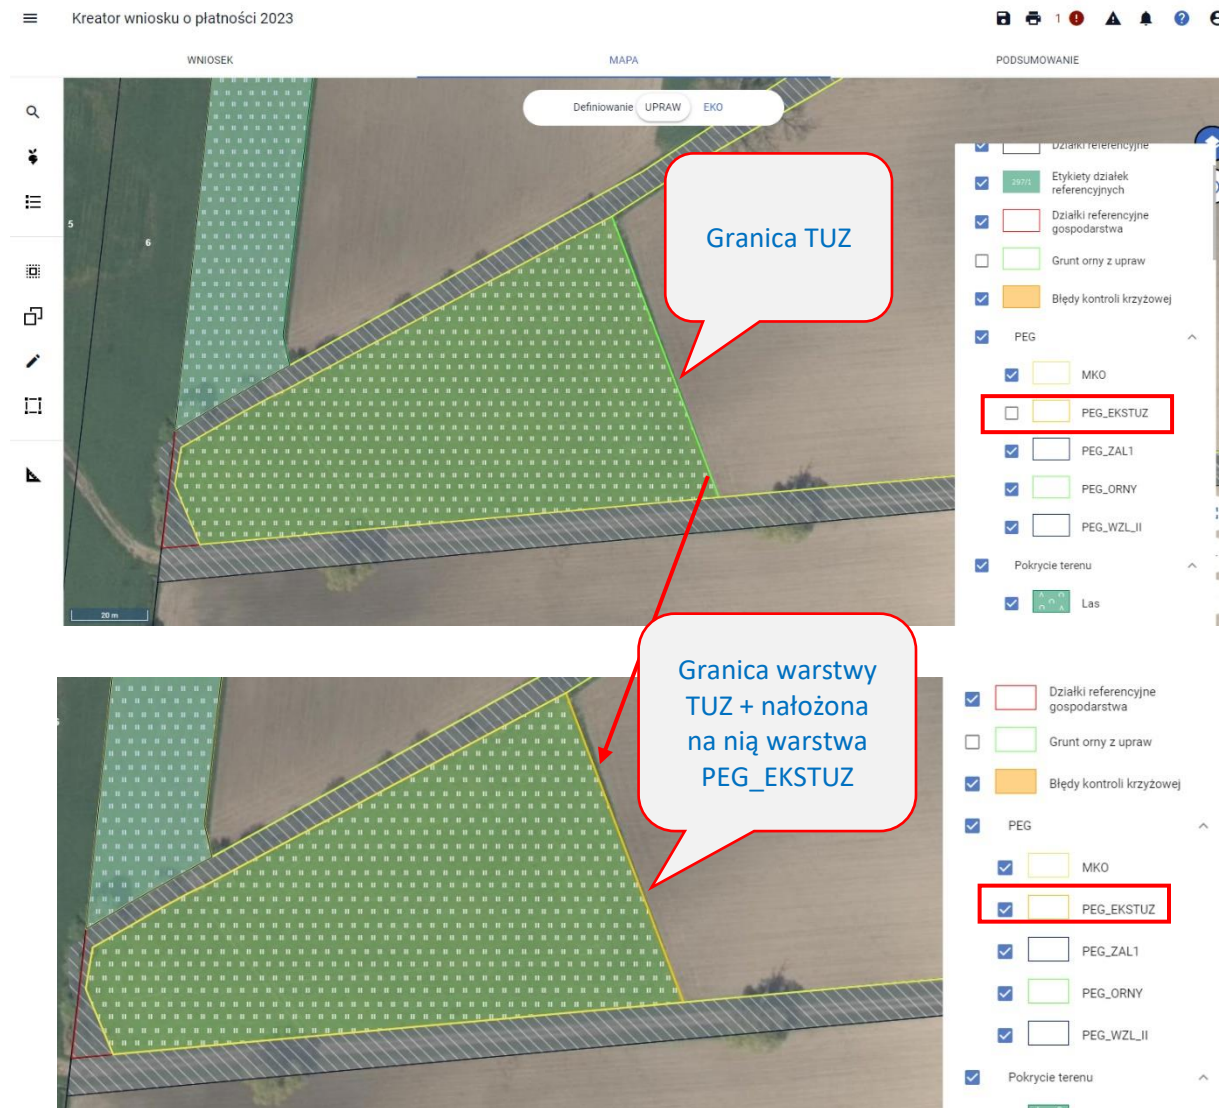 Kreator wniosku o płatności 2023
1
WNIOSEK
MAPA
PODSUMOWANIE
Definiowanie UPRAW EKO
5
6
20 m
Granica TUZ
Działki referencyjne
297/1
Etykiety działek
referencyjnych
Działki referencyjne
gospodarstwa
Grunt orny z upraw
Błędy kontroli krzyżowej
PEG
MKO
PEG_EKSTUZ
PEG_ZAL1
PEG_ORNY
PEG_WZL_II
Pokrycie terenu
Las
Granica warstwy
TUZ + nałożona
na nią warstwa
PEG_EKSTUZ
Działki referencyjne
gospodarstwa
Grunt orny z upraw
Błędy kontroli krzyżowej
PEG
MKO
PEG_EKSTUZ
PEG_ZAL1
PEG_ORNY
PEG_WZL_II
Pokrycie terenu